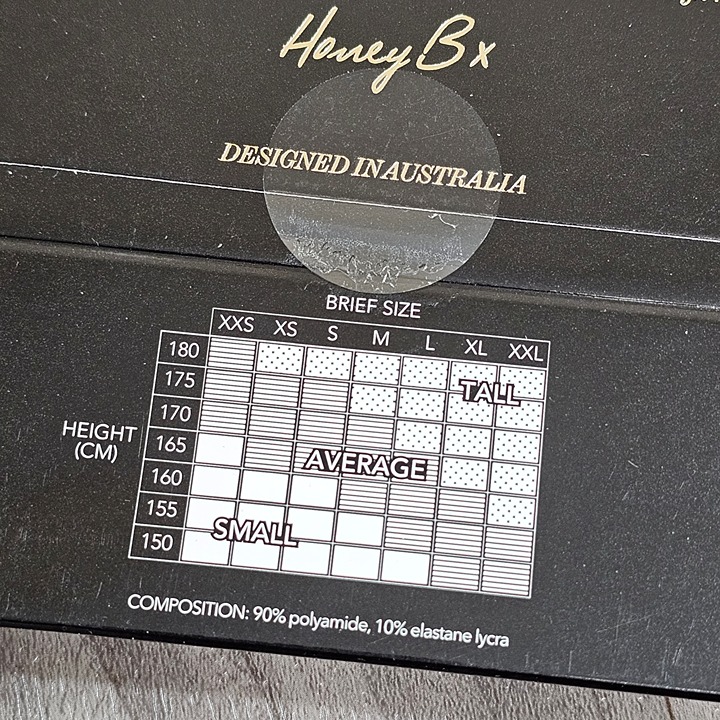 Honey Bx
DESIGNED IN AUSTRALIA
BRIEF SIZE
XXS XS S M L XL XXL
180
175
TALL
170
HEIGHT
(CM)
165
AVERAGE
160
155
SMALL
150
COMPOSITION: 90% polyamide, 10% elastane lycra